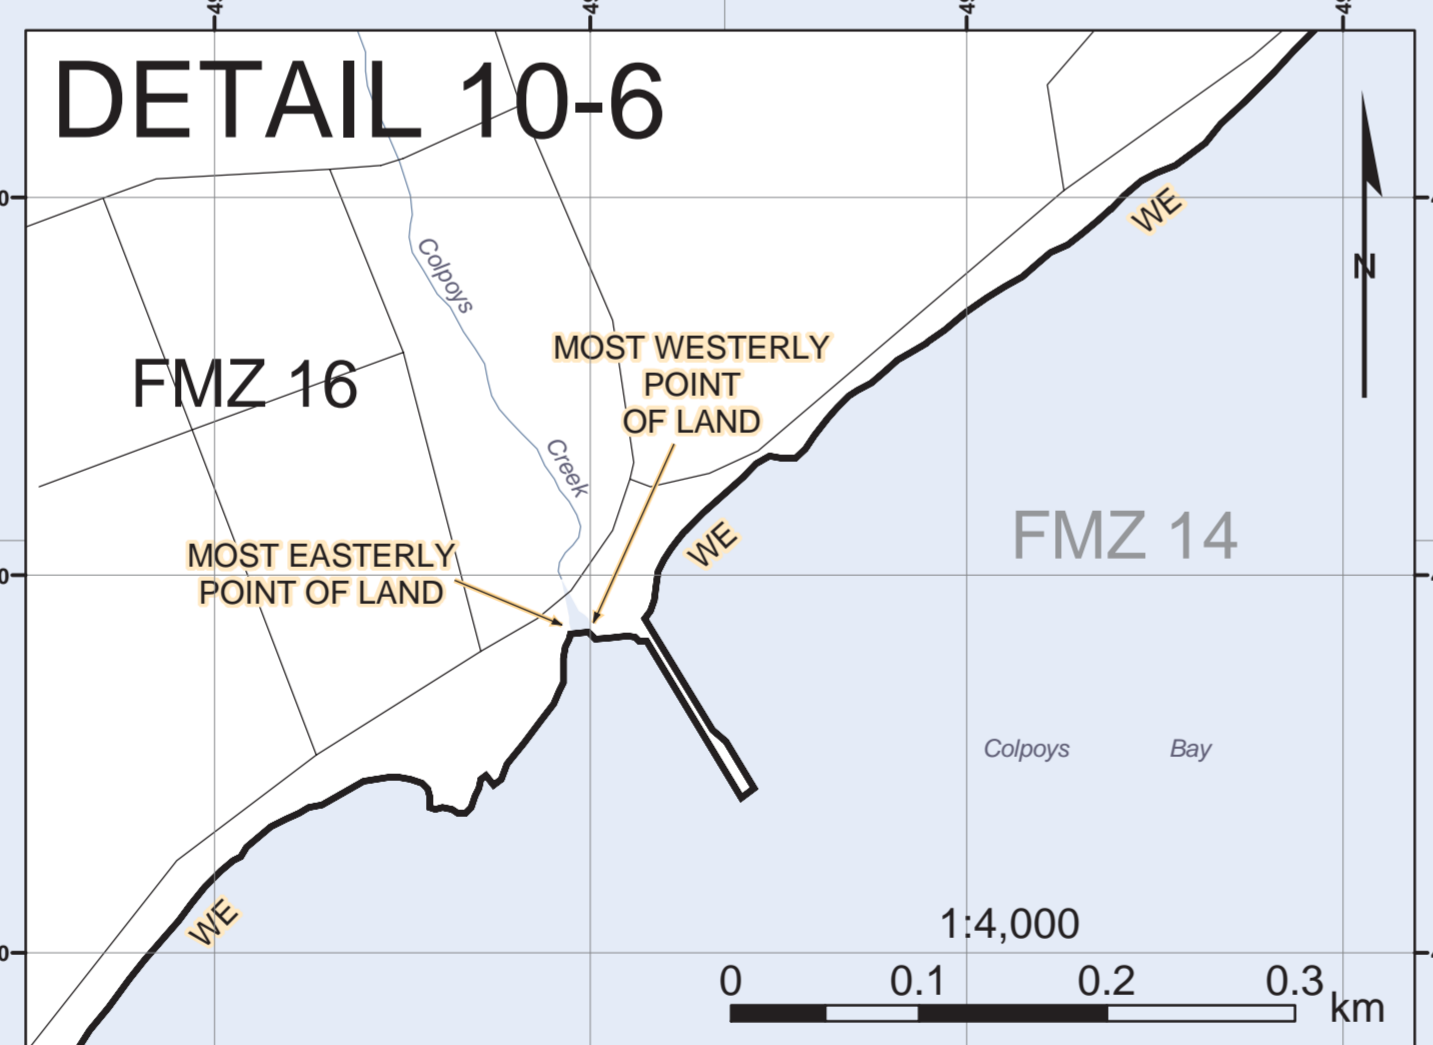 DETAIL 10-6
WE
N
Colpoys
MOST WESTERLY
POINT
OF LAND
FMZ 16
Creek
WE
FMZ 14
MOST EASTERLY
POINT OF LAND
Colpoys Bay
WE
1:4,000
0 0.1 0.2 0.3
km